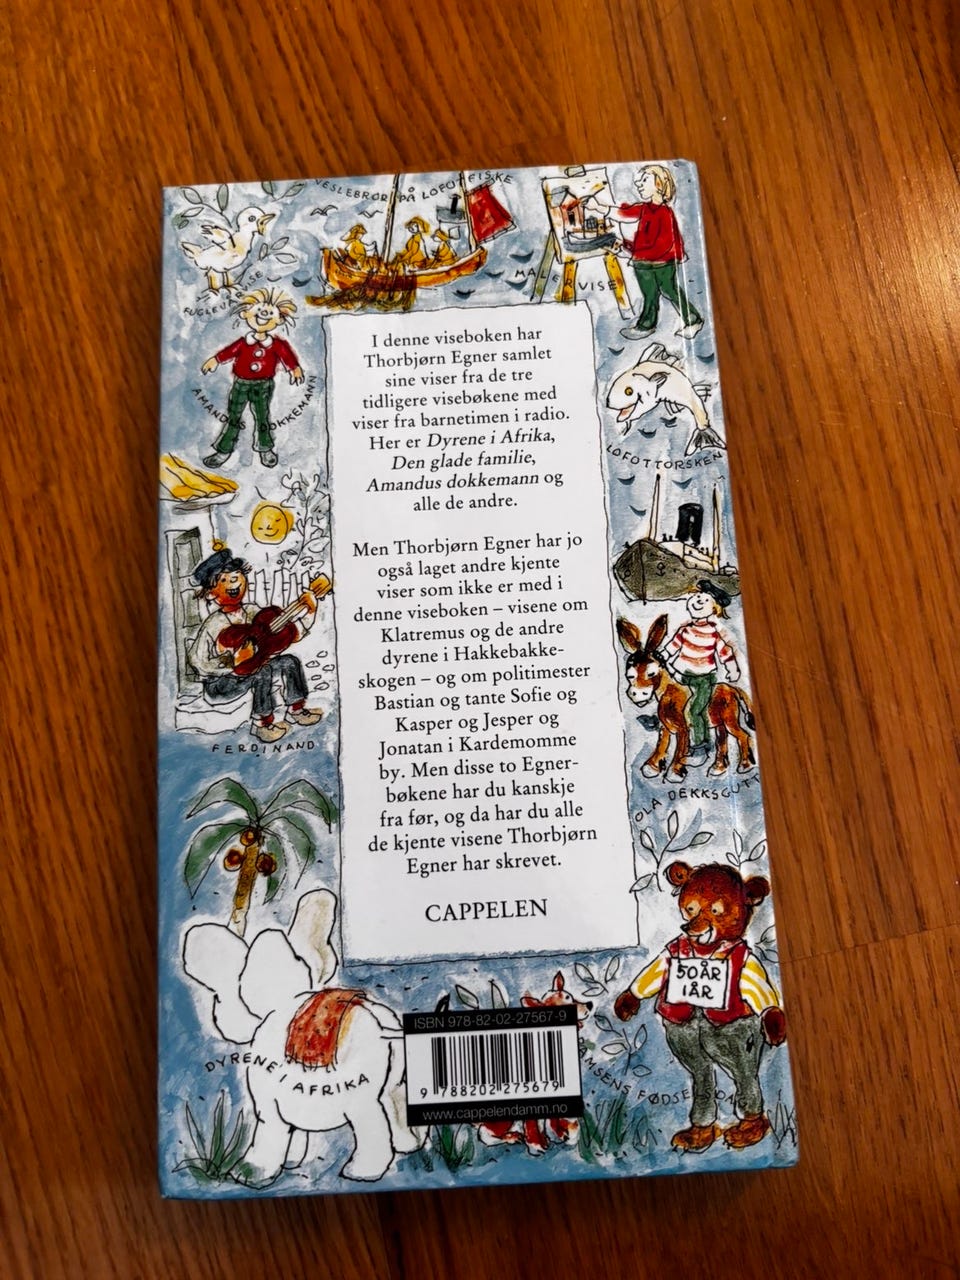 VESLEBROR PÅ LOFOTFISKE
MALERVISE
FUGLEVISE
AMANDUS DOKKEMANN
LOFOTTORSKEN
FERDINAND
OLA DEKKSGUTT
I denne viseboken har
Thorbjørn Egner samlet
sine viser fra de tre
tidligere visebøkene med
viser fra barnetimen i radio.
Her er Dyrene i Afrika,
Den glade familie,
Amandus dokkemann og
alle de andre.
Men Thorbjørn Egner har jo
også laget andre kjente
viser som ikke er med i
denne viseboken – visene om
Klatremus og de andre
dyrene i Hakkebakke-
skogen – og om politimester
Bastian og tante Sofie og
Kasper og Jesper og
Jonatan i Kardemomme
by. Men disse to Egner-
bøkene har du kanskje
fra før, og da har du alle
de kjente visene Thorbjørn
Egner har skrevet.
CAPPELEN
50 ÅR
I ÅR
DYRENE I AFRIKA
AMSENS FØDSELSDAG
ISBN 978-82-02-27567-9
9 788202 275679
www.cappelendamm.no